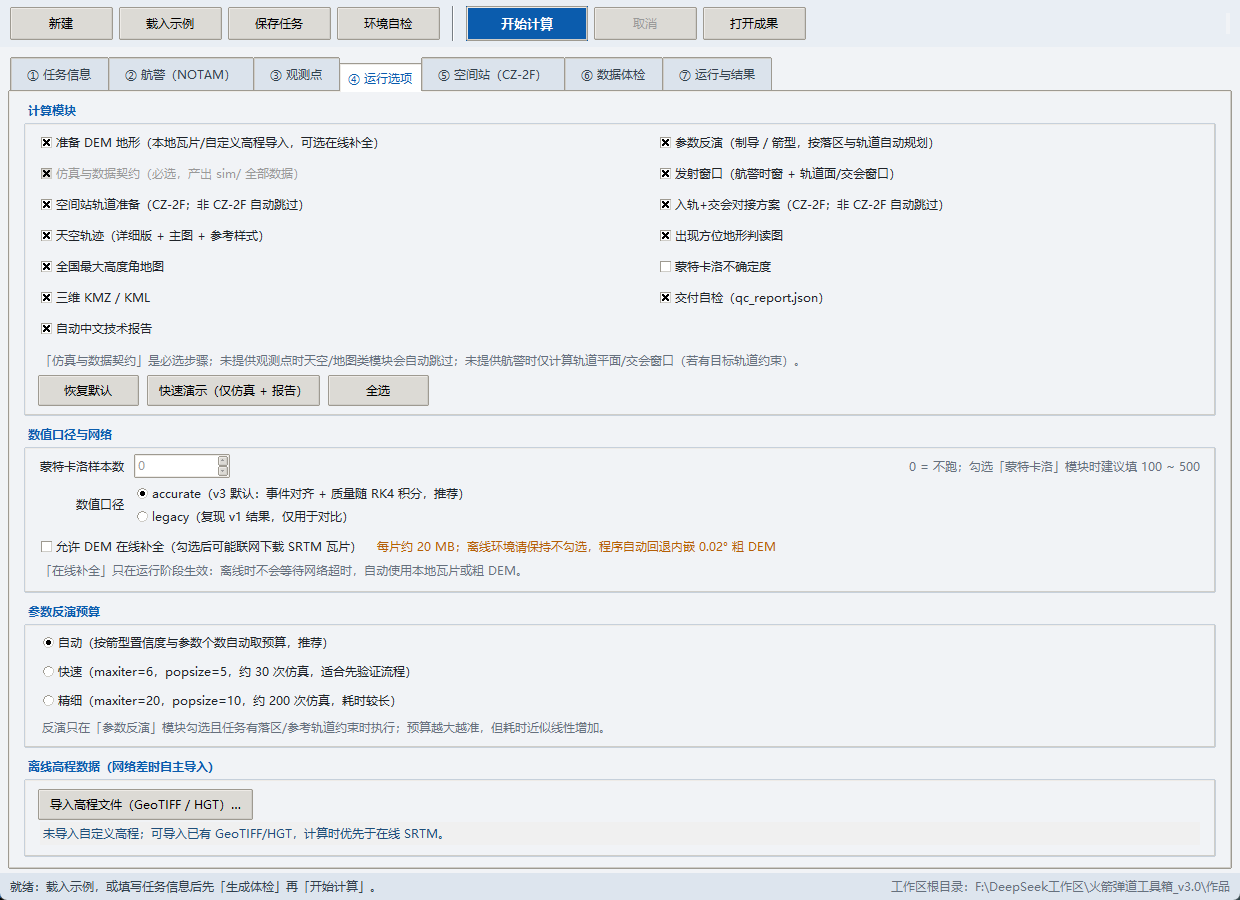 新建 载入示例 保存任务 环境自检 开始计算 取消 打开成果
① 任务信息 ② 航警（NOTAM） ③ 观测点 ④ 运行选项 ⑤ 空间站（CZ-2F） ⑥ 数据体检 ⑦ 运行与结果
计算模块
准备 DEM 地形（本地瓦片/自定义高程导入，可选在线补全） 参数反演（制导 / 箭型，按落区与轨道自动规划）
仿真与数据契约（必选，产出 sim/ 全部数据） 发射窗口（航警时窗 + 轨道面/交会窗口）
空间站轨道准备（CZ-2F；非 CZ-2F 自动跳过） 入轨+交会对接方案（CZ-2F；非 CZ-2F 自动跳过）
天空轨迹（详细版 + 主图 + 参考样式） 出现方位地形判读图
全国最大高度角地图 蒙特卡洛不确定度
三维 KMZ / KML 交付自检（qc_report.json）
自动中文技术报告
「仿真与数据契约」是必选步骤；未提供观测点时天空/地图类模块会自动跳过；未提供航警时仅计算轨道平面/交会窗口（若有目标轨道约束）。
恢复默认 快速演示（仅仿真 + 报告） 全选
数值口径与网络
蒙特卡洛样本数 0 0 = 不跑；勾选「蒙特卡洛」模块时建议填 100 ~ 500
数值口径 accurate（v3 默认：事件对齐 + 质量随 RK4 积分，推荐）
legacy（复现 v1 结果，仅用于对比）
允许 DEM 在线补全（勾选后可能联网下载 SRTM 瓦片） 每片约 20 MB；离线环境请保持不勾选，程序自动回退内嵌 0.02° 粗 DEM
「在线补全」只在运行阶段生效：离线时不会等待网络超时，自动使用本地瓦片或粗 DEM。
参数反演预算
自动（按箭型置信度与参数个数自动取预算，推荐）
快速（maxiter=6，popsize=5，约 30 次仿真，适合先验证流程）
精细（maxiter=20，popsize=10，约 200 次仿真，耗时较长）
反演只在「参数反演」模块勾选且任务有落区/参考轨道约束时执行；预算越大越准，但耗时近似线性增加。
离线高程数据（网络差时自主导入）
导入高程文件（GeoTIFF / HGT）...
未导入自定义高程；可导入已有 GeoTIFF/HGT，计算时优先于在线 SRTM。
就绪：载入示例，或填写任务信息后先「生成体检」再「开始计算」。 工作区根目录：F:\DeepSeek工作区\火箭弹道工具箱_v3.0\作品